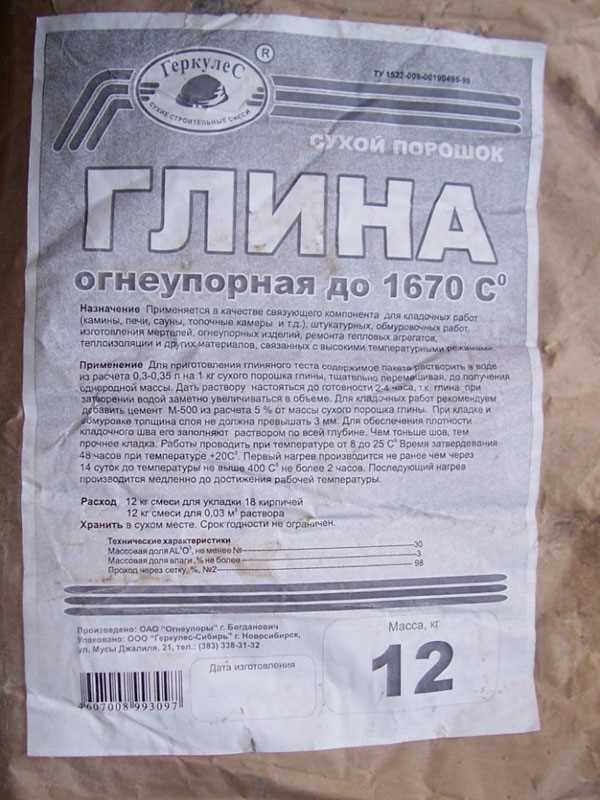 ГеркулеС
®
СУХИЕ СТРОИТЕЛЬНЫЕ СМЕСИ
ТУ 1522-009-00190495-99
СУХОЙ ПОРОШОК
ГЛИНА
огнеупорная до 1670 С⁰
Назначение Применяется в качестве связующего компонента для кладочных работ
(камины, печи, сауны, топочные камеры и т.д.), штукатурных, обмуровочных работ,
изготовления мертелей, огнеупорных изделий, ремонта тепловых агрегатов,
теплоизоляции и других материалов, связанных с высокими температурными режимами.
Применение Для приготовления глиняного теста содержимое пакета растворить в воде
из расчета 0,3-0,35 л на 1 кг сухого порошка глины, тщательно перемешивая, до получения
однородной массы. Дать раствору настояться до готовности 2-4 часа, т.к. глина при
затворении водой заметно увеличивается в объеме. Для кладочных работ рекомендуем
добавить цемент М-500 из расчета 5 % от массы сухого порошка глины. При кладке и
обмуровке толщина слоя не должна превышать 3 мм. Для обеспечения плотности
кладочного шва его заполняют раствором по всей глубине. Чем тоньше шов, тем
прочнее кладка. Работы проводить при температуре от 8 до 25 С⁰ Время затвердевания
48 часов при температуре +20С⁰. Первый нагрев производится не ранее чем через
14 суток до температуры не выше 400 С⁰ не более 2 часов. Последующий нагрев
производится медленно до достижения рабочей температуры.
Расход 12 кг смеси для укладки 18 кирпичей
12 кг смеси для 0,03 м³ раствора
Хранить в сухом месте. Срок годности не ограничен.
Технические характеристики
Массовая доля AL²O³, не менее % 30
Массовая доля влаги, % не более 3
Проход через сетку, %, №2 98
Произведено: ОАО "Огнеупоры" г. Богданович
Упаковано: ООО "Геркулес-Сибирь" г. Новосибирск,
ул. Мусы Джалиля, 21, тел.: (383) 338-31-32
Дата изготовления
Масса, кг
12
4607008 993097